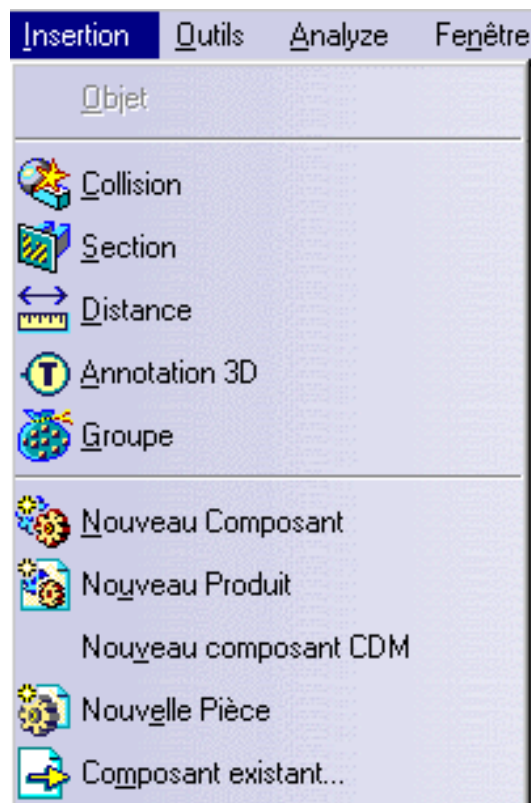 Insertion Outils Analyze Fenêtre
Objet
Collision
Section
Distance
T Annotation 3D
Groupe
Nouveau Composant
Nouveau Produit
Nouveau composant CDM
Nouvelle Pièce
Composant existant...